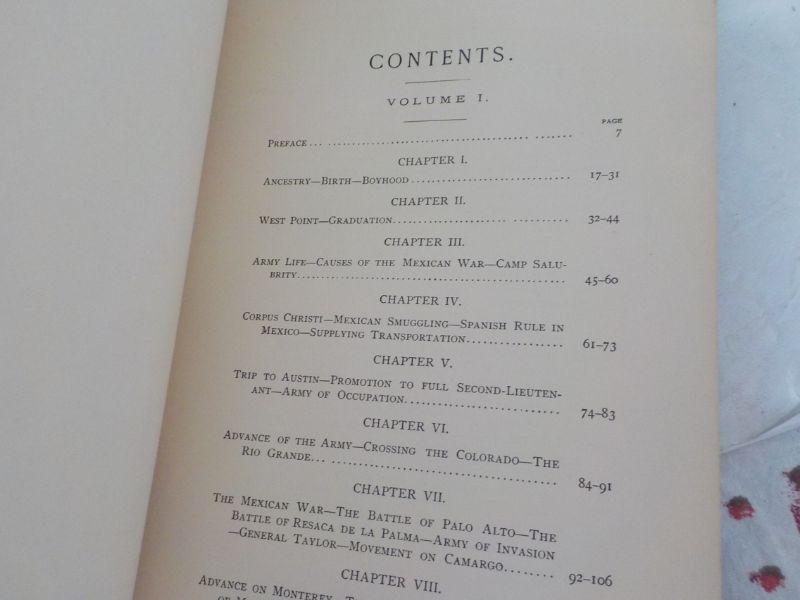 CONTENTS.
VOLUME I.
PAGE
PREFACE ... ............................... ....... 7
CHAPTER I.
ANCESTRY—BIRTH—BOYHOOD .............................. 17-31
CHAPTER II.
WEST POINT—GRADUATION...................... .......... 32-44
CHAPTER III.
ARMY LIFE—CAUSES OF THE MEXICAN WAR—CAMP SALU-
BRITY.................................................. 45-60
CHAPTER IV.
CORPUS CHRISTI—MEXICAN SMUGGLING—SPANISH RULE IN
MEXICO—SUPPLYING TRANSPORTATION.................. 61-73
CHAPTER V.
TRIP TO AUSTIN—PROMOTION TO FULL SECOND-LIEUTEN-
ANT—ARMY OF OCCUPATION............................ 74-83
CHAPTER VI.
ADVANCE OF THE ARMY—CROSSING THE COLORADO—THE
RIO GRANDE... ...................................... 84-91
CHAPTER VII.
THE MEXICAN WAR—THE BATTLE OF PALO ALTO—THE
BATTLE OF RESACA DE LA PALMA—ARMY OF INVASION
—GENERAL TAYLOR—MOVEMENT ON CAMARGO........ 92-106
CHAPTER VIII.
ADVANCE ON MONTEREY—
OF